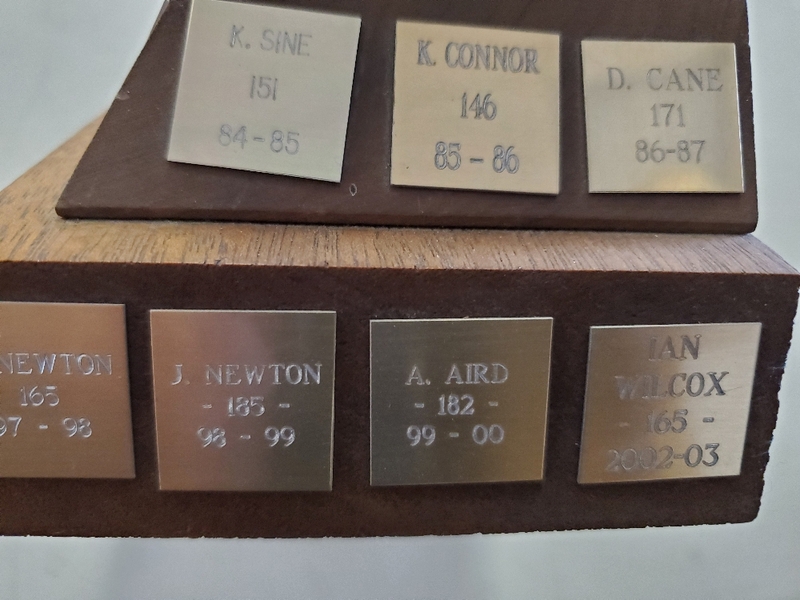 K. SINE
151
84-85
K. CONNOR
146
85 - 86
D. CANE
171
86-87
NEWTON
165
97 - 98
J. NEWTON
- 185 -
98 - 99
A. AIRD
- 182 -
99 - 00
IAN
WILCOX
- 165 -
2002-03